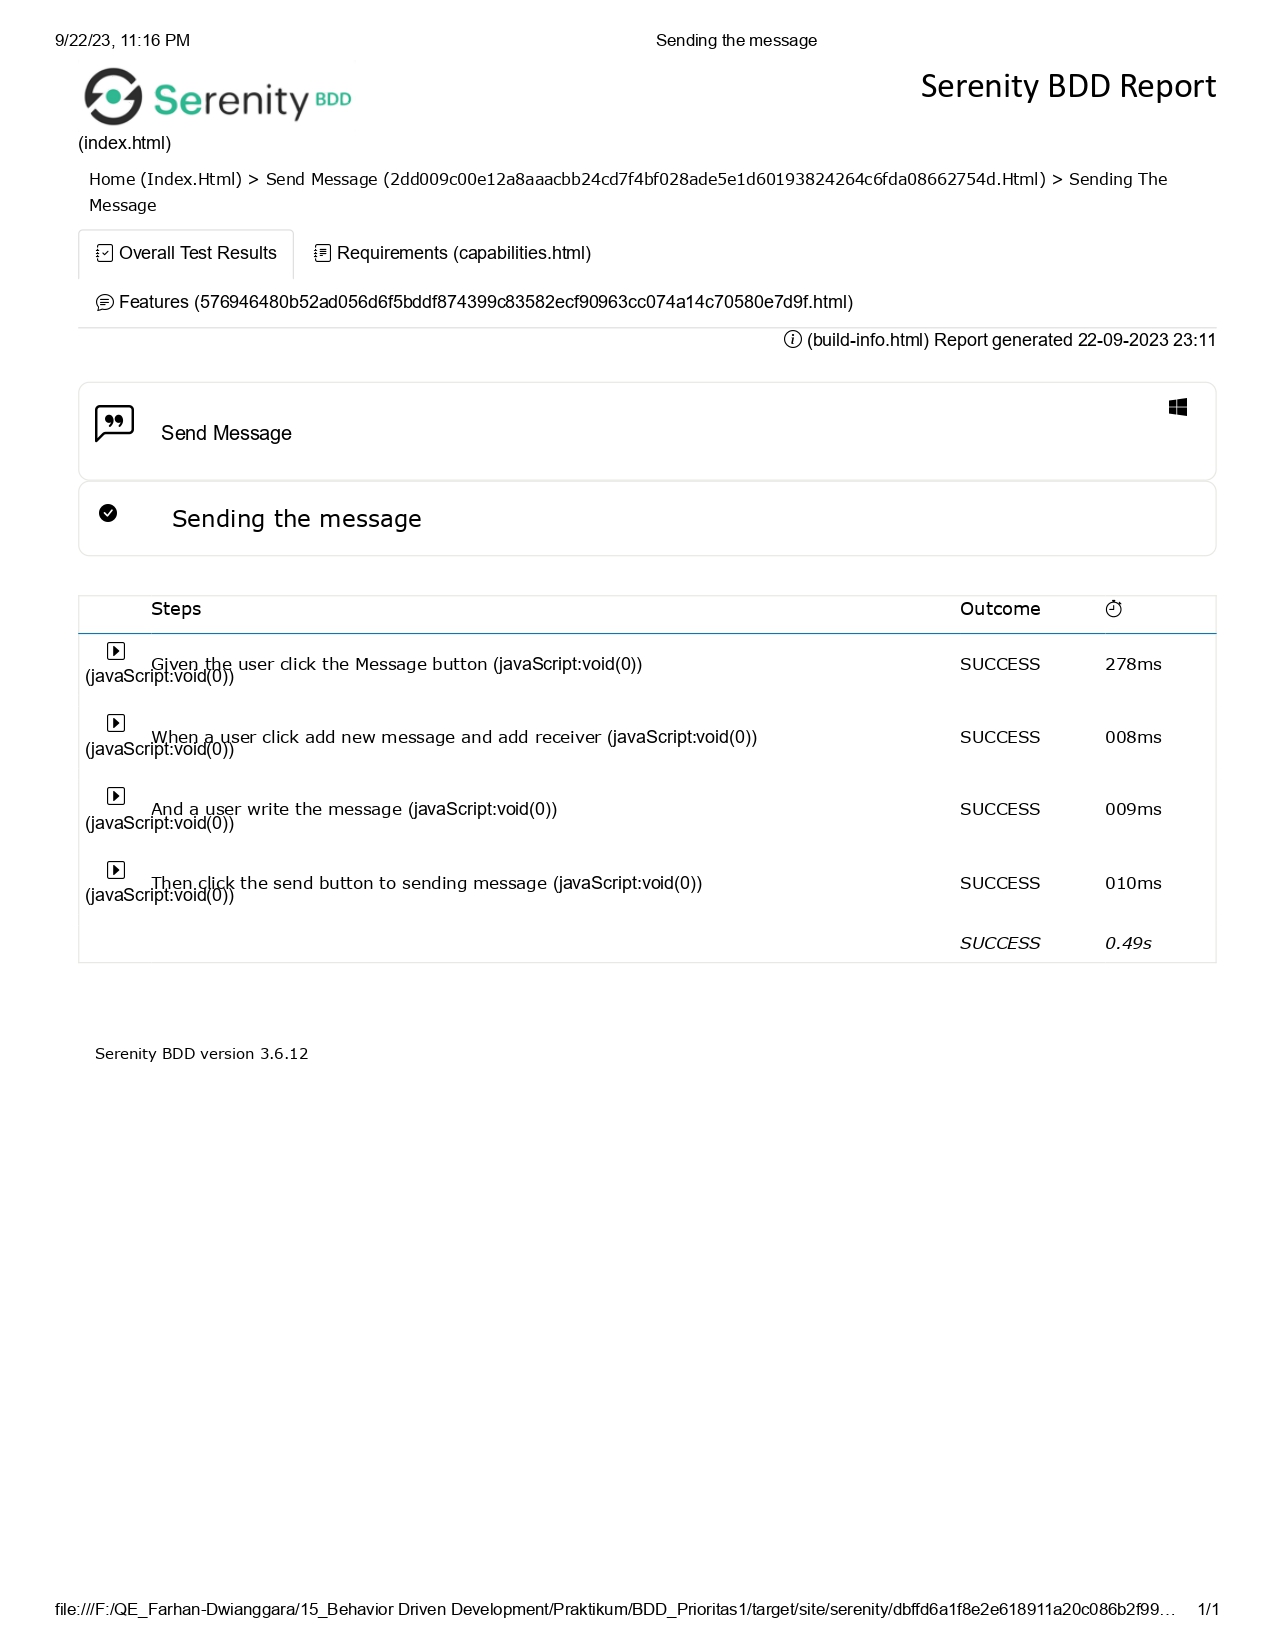 9/22/23, 11:16 PM Sending the message
Serenity BDD Serenity BDD Report
(index.html)
Home (Index.Html) > Send Message (2dd009c00e12a8aaacbb24cd7f4bf028ade5e1d60193824264c6fda08662754d.Html) > Sending The
Message
Overall Test Results Requirements (capabilities.html)
Features (576946480b52ad056d6f5bddf874399c83582ecf90963cc074a14c70580e7d9f.html)
(build-info.html) Report generated 22-09-2023 23:11
Send Message
Sending the message
Steps Outcome
Given the user click the Message button (javaScript:void(0)) SUCCESS 278ms
(javaScript:void(0))
When a user click add new message and add receiver (javaScript:void(0)) SUCCESS 008ms
(javaScript:void(0))
And a user write the message (javaScript:void(0)) SUCCESS 009ms
(javaScript:void(0))
Then click the send button to sending message (javaScript:void(0)) SUCCESS 010ms
(javaScript:void(0))
SUCCESS 0.49s
Serenity BDD version 3.6.12
file:///F:/QE_Farhan-Dwianggara/15_Behavior Driven Development/Praktikum/BDD_Prioritas1/target/site/serenity/dbffd6a1f8e2e618911a20c086b2f99… 1/1